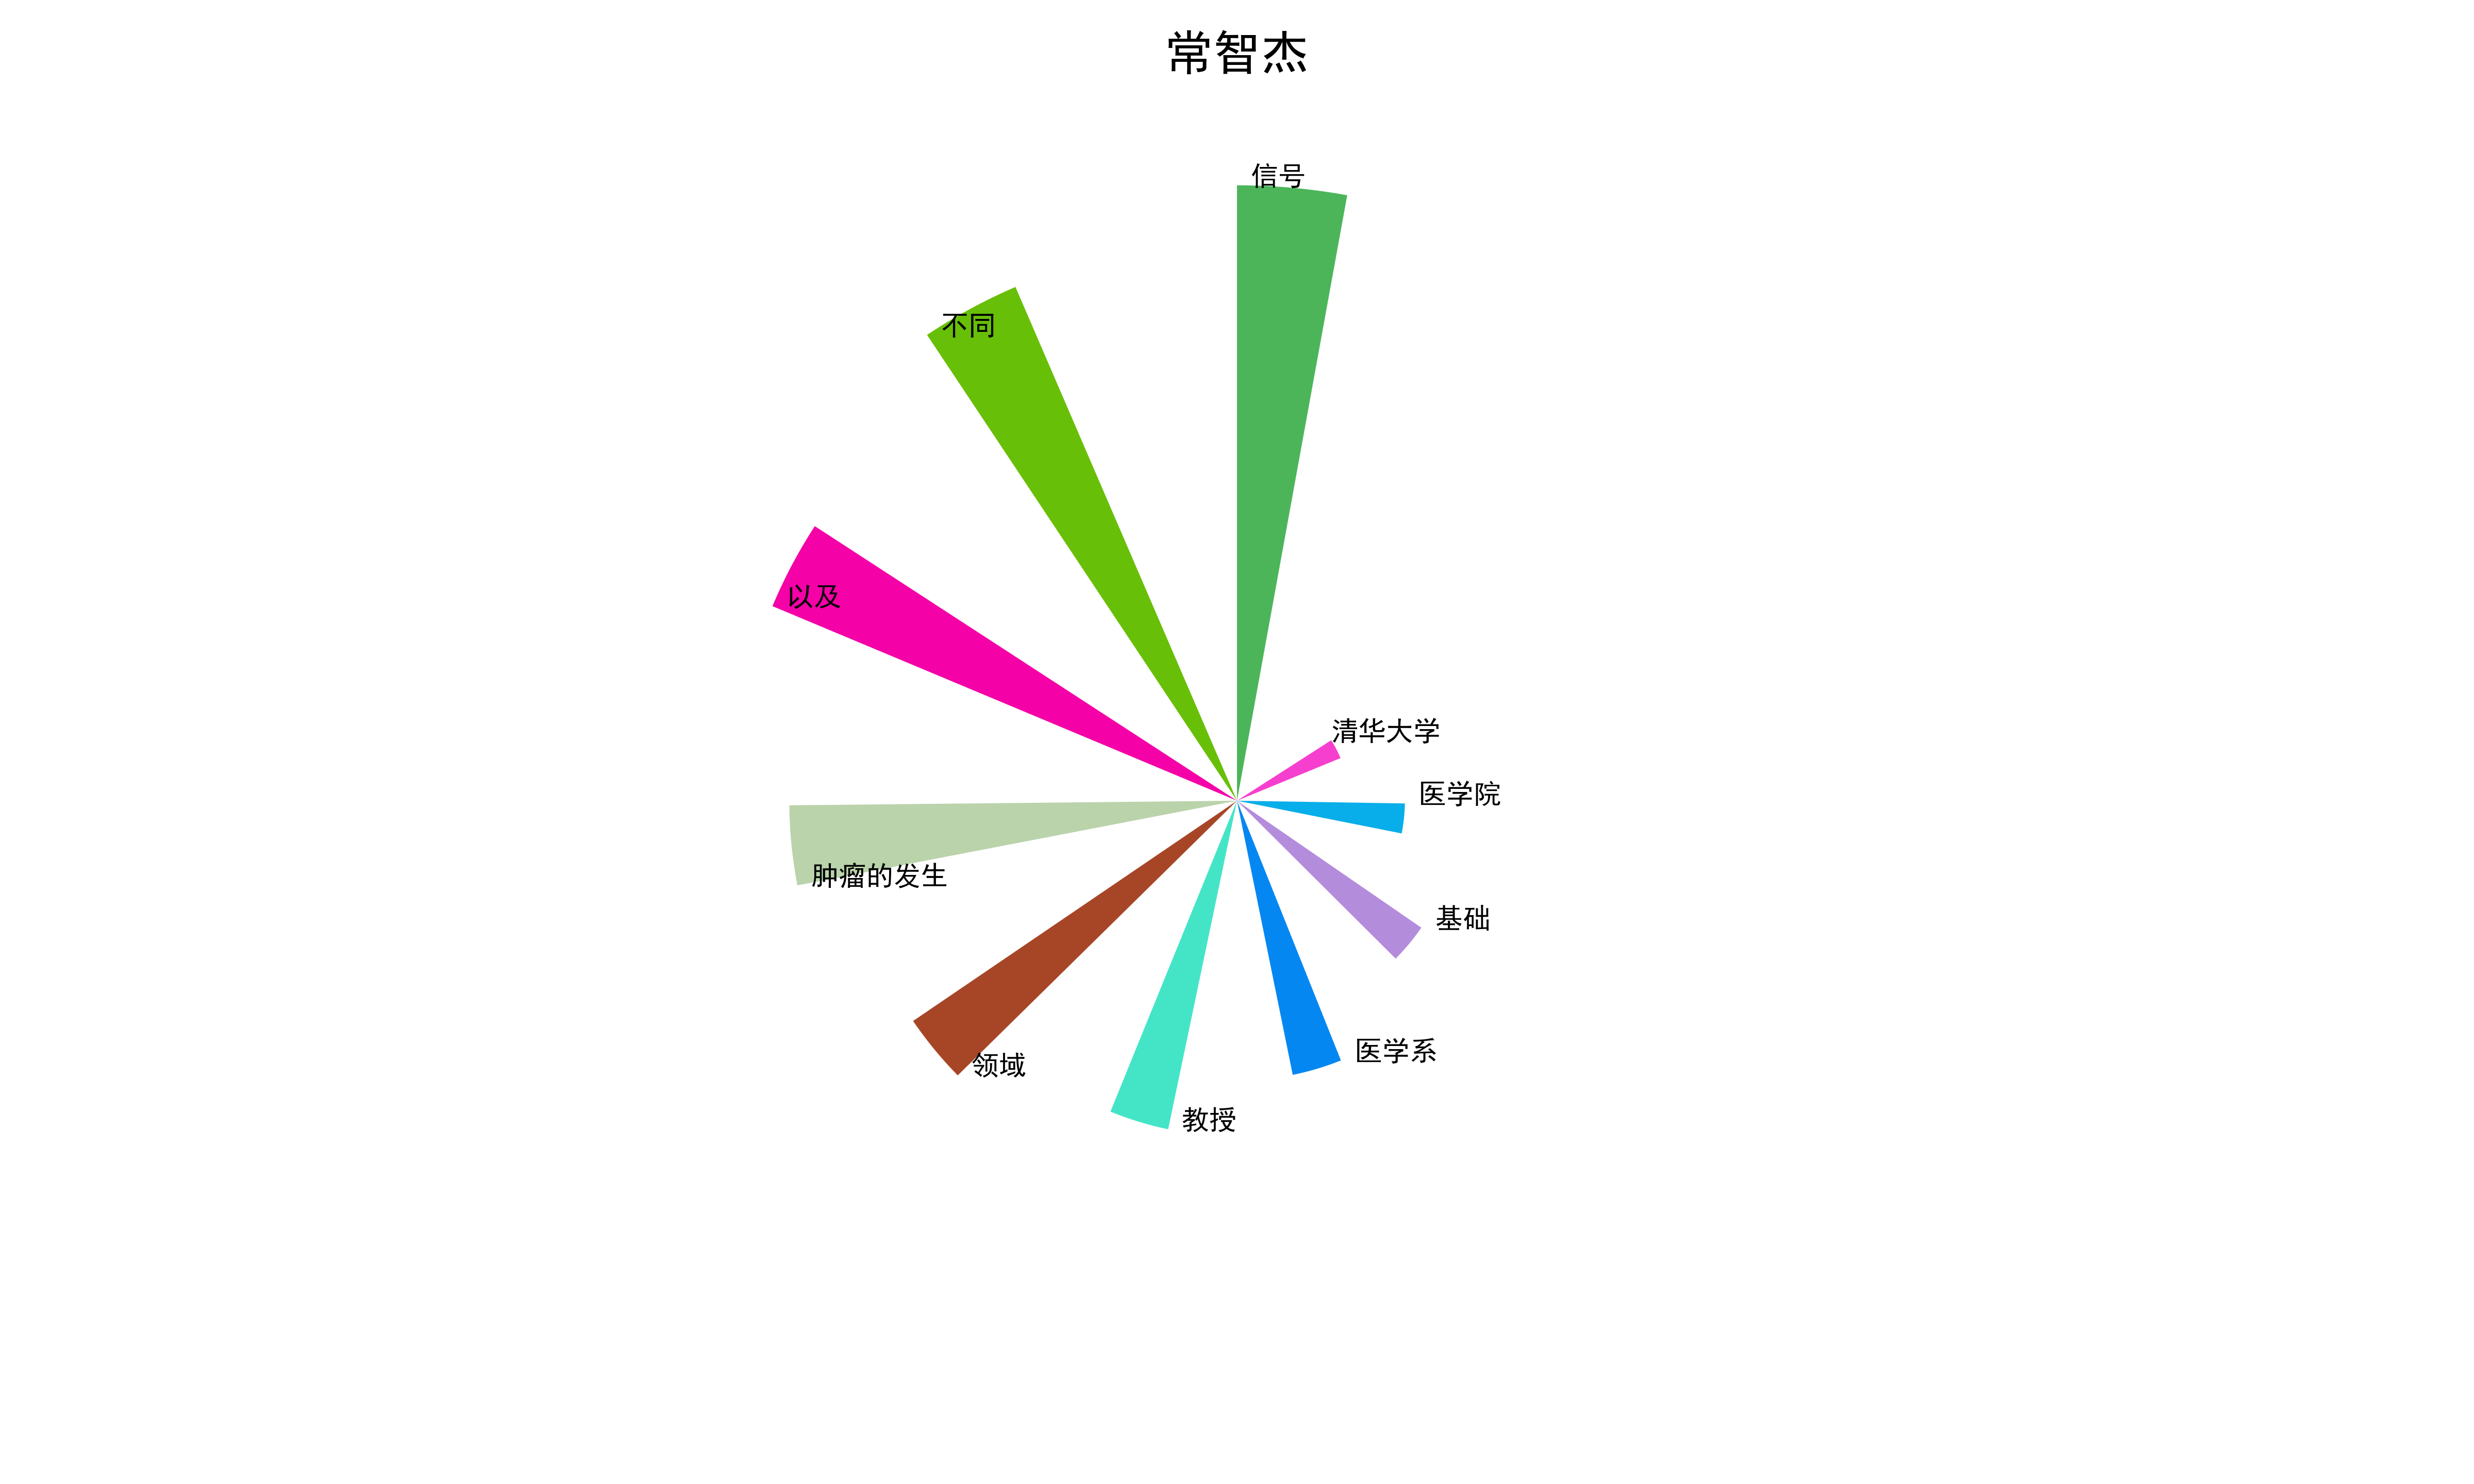 常智杰
信号
不同
以及
清华大学
医学院
肿瘤的发生
基础
医学系
领域
教授